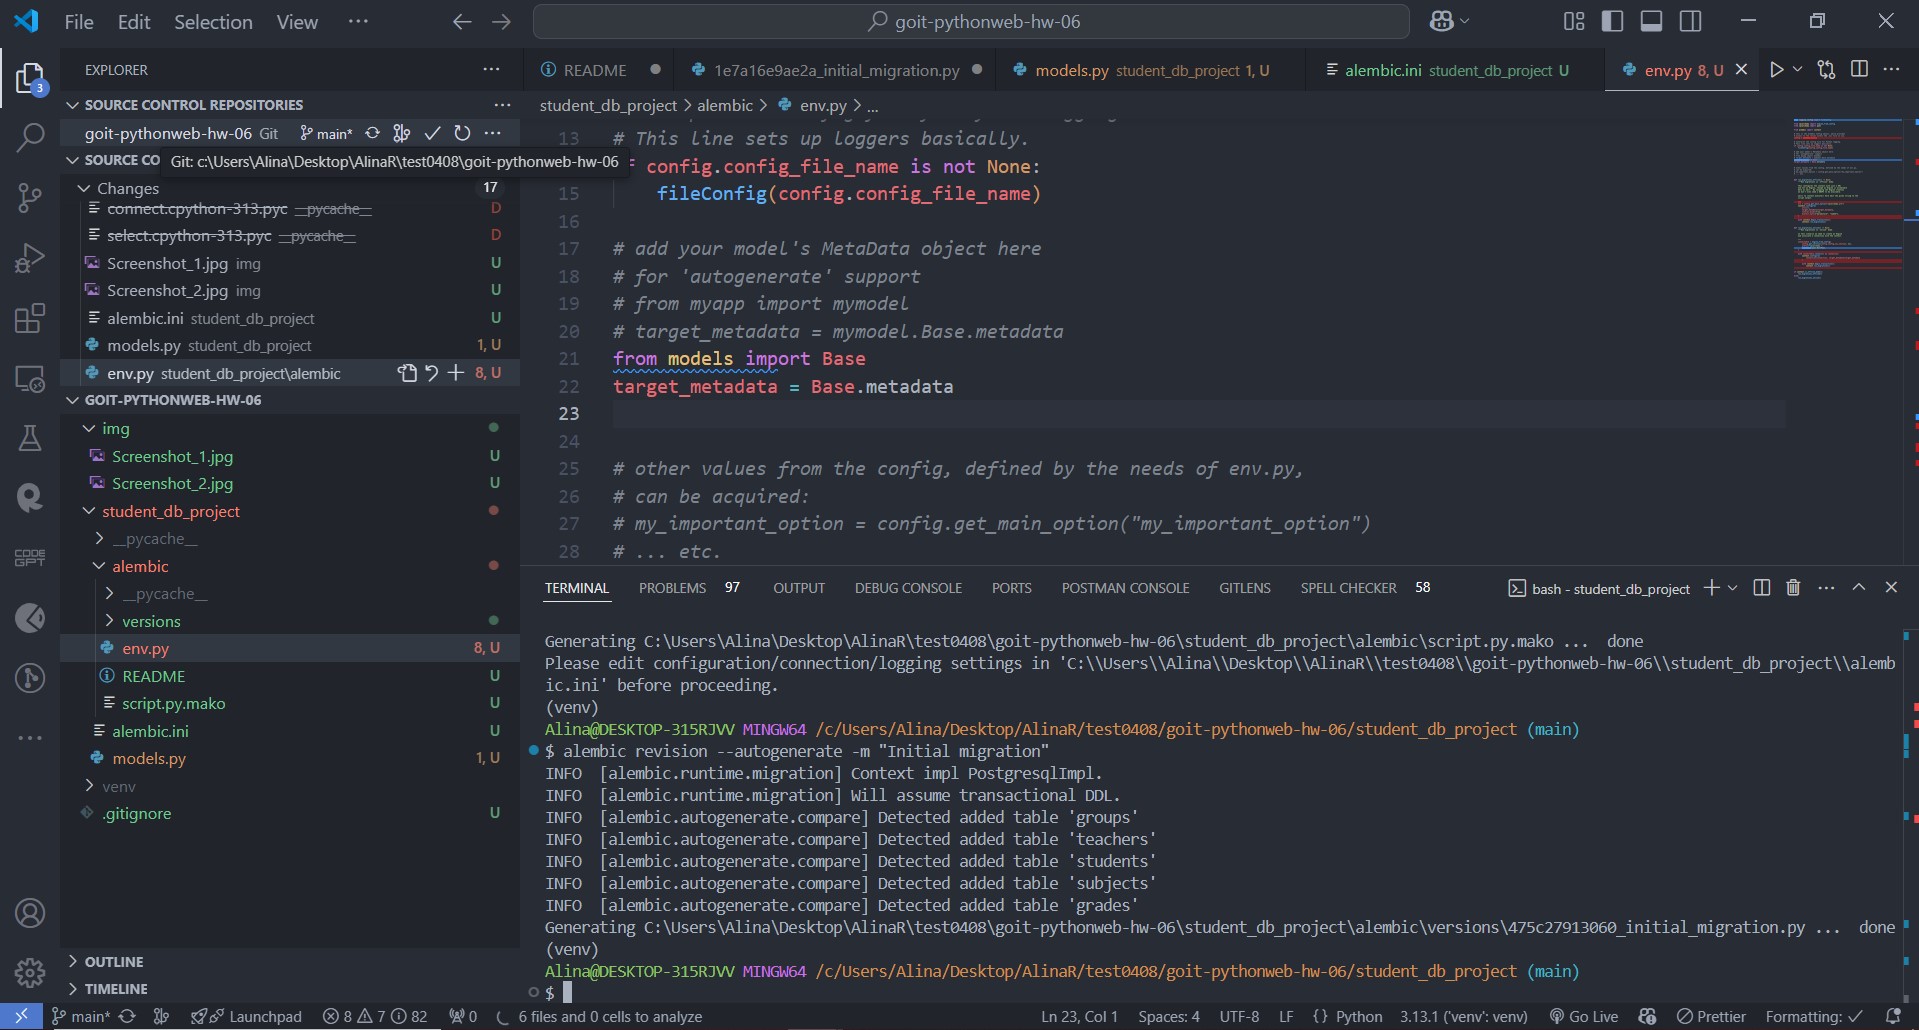 File Edit Selection View ··· goit-pythonweb-hw-06
EXPLORER ···
SOURCE CONTROL REPOSITORIES ···
goit-pythonweb-hw-06 Git main* ···
Git: c:\Users\Alina\Desktop\AlinaR\test0408\goit-pythonweb-hw-06
SOURCE CO
Changes 17
connect.cpython-313.pyc __pycache__ D
select.cpython-313.pyc __pycache__ D
Screenshot_1.jpg img U
Screenshot_2.jpg img U
alembic.ini student_db_project U
models.py student_db_project 1, U
env.py student_db_project\alembic 8, U
GOIT-PYTHONWEB-HW-06
img
Screenshot_1.jpg U
Screenshot_2.jpg U
student_db_project
__pycache__
alembic
__pycache__
versions
env.py 8, U
README U
script.py.mako U
alembic.ini U
models.py 1, U
venv
.gitignore U
OUTLINE
TIMELINE
3
CODE
GPT
README 1e7a16e9ae2a_initial_migration.py models.py student_db_project 1, U alembic.ini student_db_project U env.py 8, U
student_db_project > alembic > env.py > ...
13 # This line sets up loggers basically.
f config.config_file_name is not None:
15 fileConfig(config.config_file_name)
16
17 # add your model's MetaData object here
18 # for 'autogenerate' support
19 # from myapp import mymodel
20 # target_metadata = mymodel.Base.metadata
21 from models import Base
22 target_metadata = Base.metadata
23
24
25 # other values from the config, defined by the needs of env.py,
26 # can be acquired:
27 # my_important_option = config.get_main_option("my_important_option")
28 # ... etc.
TERMINAL PROBLEMS 97 OUTPUT DEBUG CONSOLE PORTS POSTMAN CONSOLE GITLENS SPELL CHECKER 58 bash - student_db_project
Generating C:\Users\Alina\Desktop\AlinaR\test0408\goit-pythonweb-hw-06\student_db_project\alembic\script.py.mako ... done
Please edit configuration/connection/logging settings in 'C:\\Users\\Alina\\Desktop\\AlinaR\\test0408\\goit-pythonweb-hw-06\\student_db_project\\alemb
ic.ini' before proceeding.
(venv)
Alina@DESKTOP-315RJVV MINGW64 /c/Users/Alina/Desktop/AlinaR/test0408/goit-pythonweb-hw-06/student_db_project (main)
$ alembic revision --autogenerate -m "Initial migration"
INFO [alembic.runtime.migration] Context impl PostgresqlImpl.
INFO [alembic.runtime.migration] Will assume transactional DDL.
INFO [alembic.autogenerate.compare] Detected added table 'groups'
INFO [alembic.autogenerate.compare] Detected added table 'teachers'
INFO [alembic.autogenerate.compare] Detected added table 'students'
INFO [alembic.autogenerate.compare] Detected added table 'subjects'
INFO [alembic.autogenerate.compare] Detected added table 'grades'
Generating C:\Users\Alina\Desktop\AlinaR\test0408\goit-pythonweb-hw-06\student_db_project\alembic\versions\475c27913060_initial_migration.py ... done
(venv)
Alina@DESKTOP-315RJVV MINGW64 /c/Users/Alina/Desktop/AlinaR/test0408/goit-pythonweb-hw-06/student_db_project (main)
$
main* Launchpad 8 7 82 0 6 files and 0 cells to analyze Ln 23, Col 1 Spaces: 4 UTF-8 LF {} Python 3.13.1 ('venv': venv) Go Live Prettier Formatting: ✓